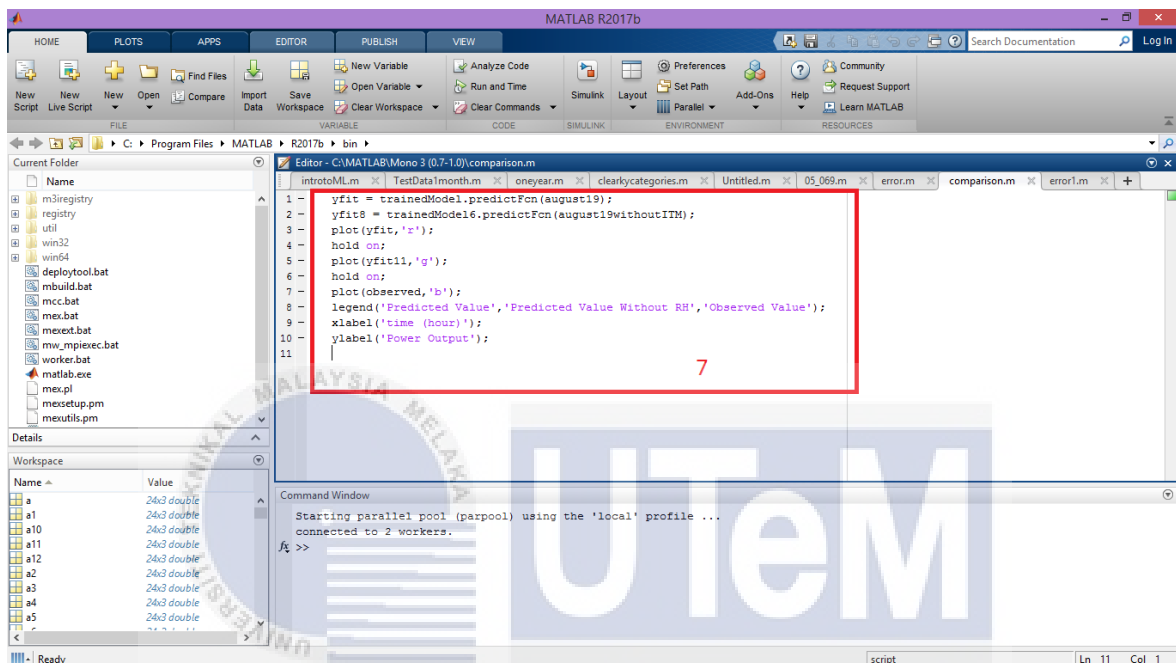 MATLAB R2017b
HOME PLOTS APPS EDITOR PUBLISH VIEW
Search Documentation
Log In
New Script
New Live Script
New
Open
Find Files
Compare
Import Data
Save Workspace
New Variable
Open Variable
Clear Workspace
Analyze Code
Run and Time
Clear Commands
Simulink
Layout
Preferences
Set Path
Parallel
Add-Ons
Help
Community
Request Support
Learn MATLAB
FILE VARIABLE CODE SIMULINK ENVIRONMENT RESOURCES
C: Program Files MATLAB R2017b bin
Current Folder
Name
m3iregistry
registry
util
win32
win64
deploytool.bat
mbuild.bat
mcc.bat
mex.bat
mexext.bat
mw_mpiexec.bat
worker.bat
matlab.exe
mex.pl
mexsetup.pm
mexutils.pm
Details
Workspace
Name Value
a 24x3 double
a1 24x3 double
a10 24x3 double
a11 24x3 double
a12 24x3 double
a2 24x3 double
a3 24x3 double
a4 24x3 double
a5 24x3 double
Editor - C:\MATLAB\Mono 3 (0.7-1.0)\comparison.m
introtoML.m TestData1month.m oneyear.m clearkycategories.m Untitled.m 05_069.m error.m comparison.m error1.m
1 yfit = trainedModel.predictFcn(august19);
2 yfit8 = trainedModel6.predictFcn(august19withoutITM);
3 plot(yfit,'r');
4 hold on;
5 plot(yfit11,'g');
6 hold on;
7 plot(observed,'b');
8 legend('Predicted Value','Predicted Value Without RH','Observed Value');
9 xlabel('time (hour)');
10 ylabel('Power Output');
11
7
Command Window
Starting parallel pool (parpool) using the 'local' profile ...
connected to 2 workers.
fx >>
UTeM
MALAYSIA MELAKA
Ready
script
Ln 11 Col 1